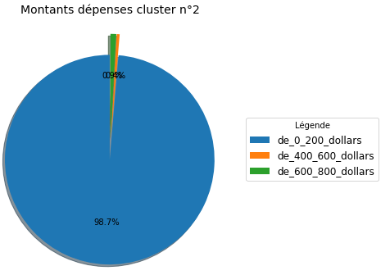 Montants dépenses cluster n°2
98.7%
Légende
de_0_200_dollars
de_400_600_dollars
de_600_800_dollars